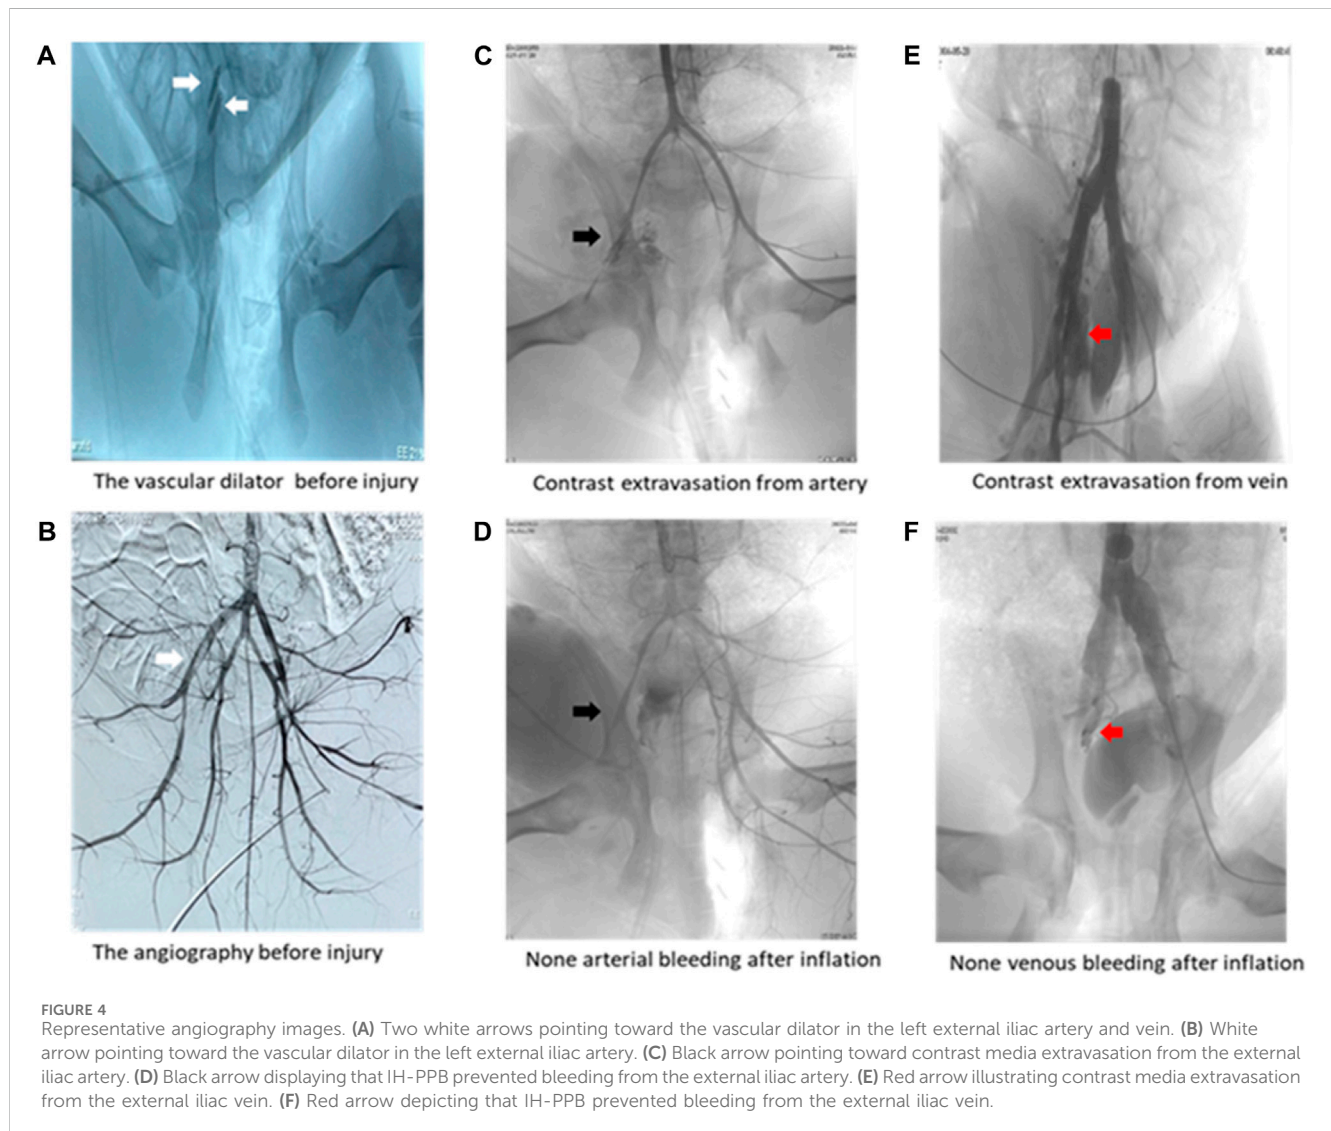 A
The vascular dilator before injury
B
The angiography before injury
C
Contrast extravasation from artery
D
None arterial bleeding after inflation
E
Contrast extravasation from vein
F
None venous bleeding after inflation
FIGURE 4
Representative angiography images. (A) Two white arrows pointing toward the vascular dilator in the left external iliac artery and vein. (B) White
arrow pointing toward the vascular dilator in the left external iliac artery. (C) Black arrow pointing toward contrast media extravasation from the external
iliac artery. (D) Black arrow displaying that IH-PPB prevented bleeding from the external iliac artery. (E) Red arrow illustrating contrast media extravasation
from the external iliac vein. (F) Red arrow depicting that IH-PPB prevented bleeding from the external iliac vein.